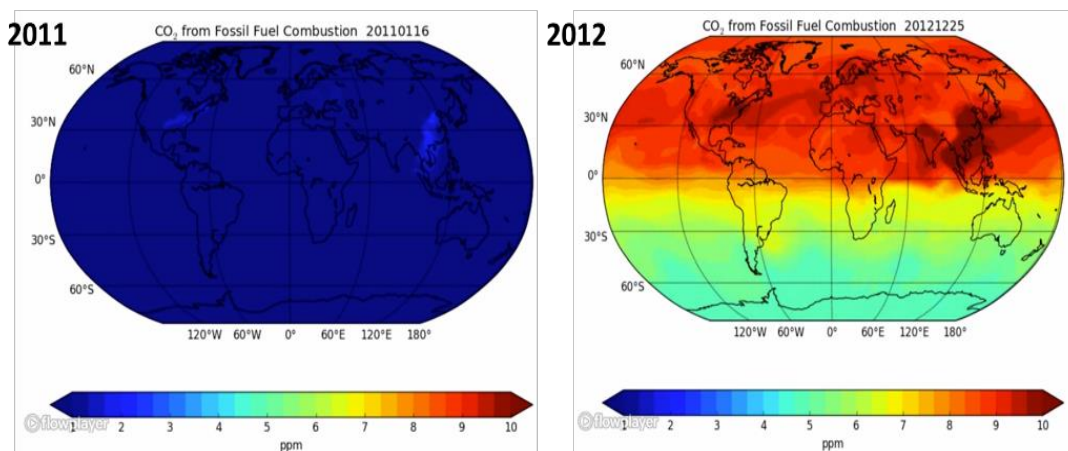 2011
CO₂ from Fossil Fuel Combustion 20110116
60°N
30°N
0°
30°S
60°S
120°W 60°W 0° 60°E 120°E 180°
flowplayer
1 2 3 4 5 6 7 8 9 10
ppm
2012
CO₂ from Fossil Fuel Combustion 20121225
60°N
30°N
0°
30°S
60°S
120°W 60°W 0° 60°E 120°E 180°
flowplayer
1 2 3 4 5 6 7 8 9 10
ppm